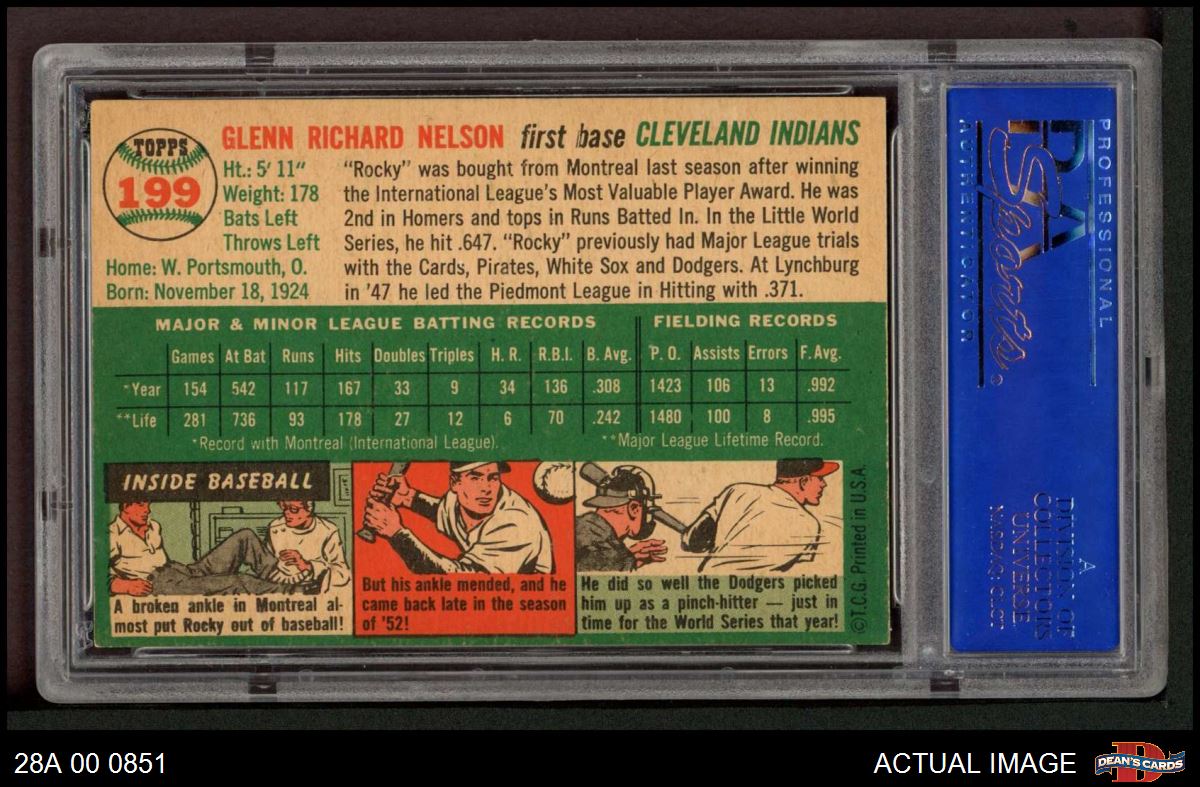 TOPPS
199
GLENN RICHARD NELSON first base CLEVELAND INDIANS
Ht.: 5' 11"
Weight: 178
Bats Left
Throws Left
Home: W. Portsmouth, O.
Born: November 18, 1924
"Rocky" was bought from Montreal last season after winning
the International League's Most Valuable Player Award. He was
2nd in Homers and tops in Runs Batted In. In the Little World
Series, he hit .647. "Rocky" previously had Major League trials
with the Cards, Pirates, White Sox and Dodgers. At Lynchburg
in '47 he led the Piedmont League in Hitting with .371.
MAJOR & MINOR LEAGUE BATTING RECORDS FIELDING RECORDS
Games At Bat Runs Hits Doubles Triples H. R. R.B.I. B. Avg. P. O. Assists Errors F. Avg.
*Year 154 542 117 167 33 9 34 136 .308 1423 106 13 .992
**Life 281 736 93 178 27 12 6 70 .242 1480 100 8 .995
*Record with Montreal (International League). **Major League Lifetime Record.
INSIDE BASEBALL
A broken ankle in Montreal al-
most put Rocky out of baseball!
But his ankle mended, and he
came back late in the season
of '52!
He did so well the Dodgers picked
him up as a pinch-hitter — just in
time for the World Series that year!
©T.C.G. Printed in U.S.A.
PROFESSIONAL
PSA
Sports
AUTHENTICATOR
A
DIVISION OF
COLLECTORS
UNIVERSE
NASDAQ: CLCT
28A 00 0851
ACTUAL IMAGE
D
DEAN'S CARDS